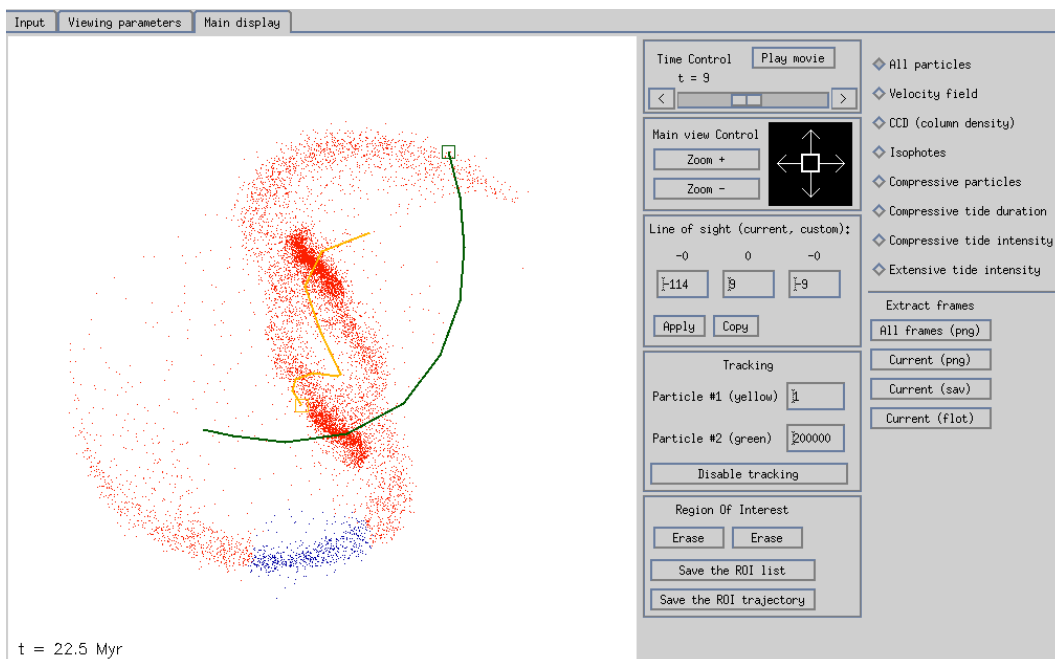 Input Viewing parameters Main display
t = 22.5 Myr
Time Control Play movie
t = 9
< >
Main view Control
Zoom +
Zoom -
Line of sight (current, custom):
-0 0 -0
-114 9 -9
Apply Copy
Tracking
Particle #1 (yellow) 1
Particle #2 (green) 200000
Disable tracking
Region Of Interest
Erase Erase
Save the ROI list
Save the ROI trajectory
All particles
Velocity field
CCD (column density)
Isophotes
Compressive particles
Compressive tide duration
Compressive tide intensity
Extensive tide intensity
Extract frames
All frames (png)
Current (png)
Current (sav)
Current (flot)